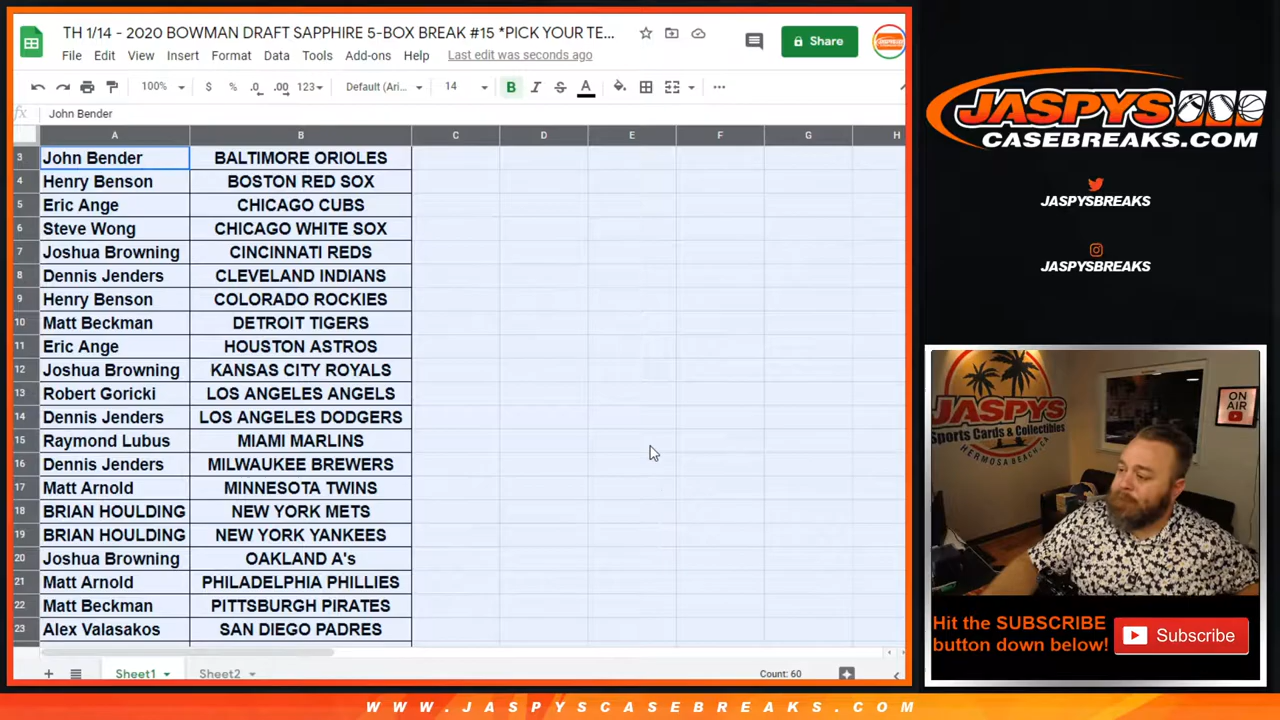 TH 1/14 - 2020 BOWMAN DRAFT SAPPHIRE 5-BOX BREAK #15 *PICK YOUR TE...
File Edit View Insert Format Data Tools Add-ons Help Last edit was seconds ago
Share
100% $ % .0 .00 123 Default (Ari... 14 B I S A
fx John Bender
A B C D E F G H
3 John Bender BALTIMORE ORIOLES
4 Henry Benson BOSTON RED SOX
5 Eric Ange CHICAGO CUBS
6 Steve Wong CHICAGO WHITE SOX
7 Joshua Browning CINCINNATI REDS
8 Dennis Jenders CLEVELAND INDIANS
9 Henry Benson COLORADO ROCKIES
10 Matt Beckman DETROIT TIGERS
11 Eric Ange HOUSTON ASTROS
12 Joshua Browning KANSAS CITY ROYALS
13 Robert Goricki LOS ANGELES ANGELS
14 Dennis Jenders LOS ANGELES DODGERS
15 Raymond Lubus MIAMI MARLINS
16 Dennis Jenders MILWAUKEE BREWERS
17 Matt Arnold MINNESOTA TWINS
18 BRIAN HOULDING NEW YORK METS
19 BRIAN HOULDING NEW YORK YANKEES
20 Joshua Browning OAKLAND A's
21 Matt Arnold PHILADELPHIA PHILLIES
22 Matt Beckman PITTSBURGH PIRATES
23 Alex Valasakos SAN DIEGO PADRES
Sheet1 Sheet2 Count: 60
JASPYS
CASEBREAKS.COM
JASPYSBREAKS
JASPYSBREAKS
JASPYS
Sports Cards & Collectibles
HERMOSA BEACH, CA
ON
AIR
Hit the SUBSCRIBE
button down below!
Subscribe
WWW.JASPYSCASEBREAKS.COM